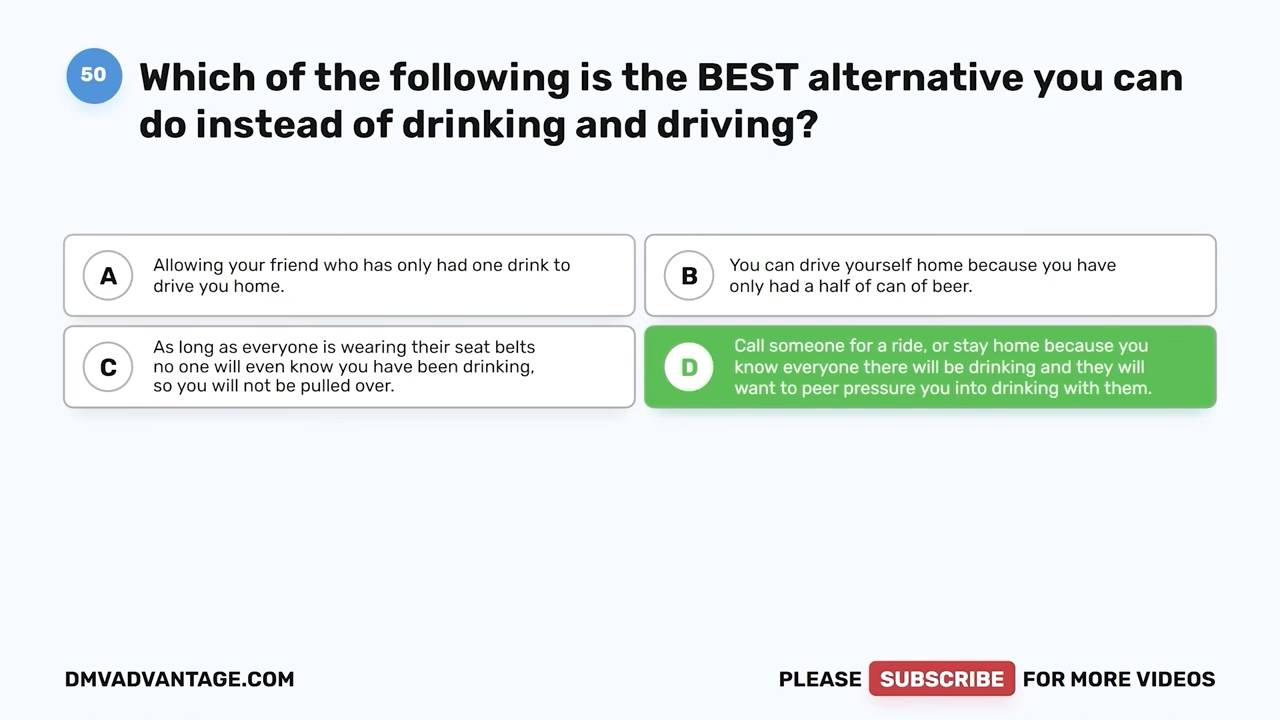 50
Which of the following is the BEST alternative you can
do instead of drinking and driving?
A
Allowing your friend who has only had one drink to
drive you home.
B
You can drive yourself home because you have
only had a half of can of beer.
C
As long as everyone is wearing their seat belts
no one will even know you have been drinking,
so you will not be pulled over.
D
Call someone for a ride, or stay home because you
know everyone there will be drinking and they will
want to peer pressure you into drinking with them.
DMVADVANTAGE.COM
PLEASE SUBSCRIBE FOR MORE VIDEOS